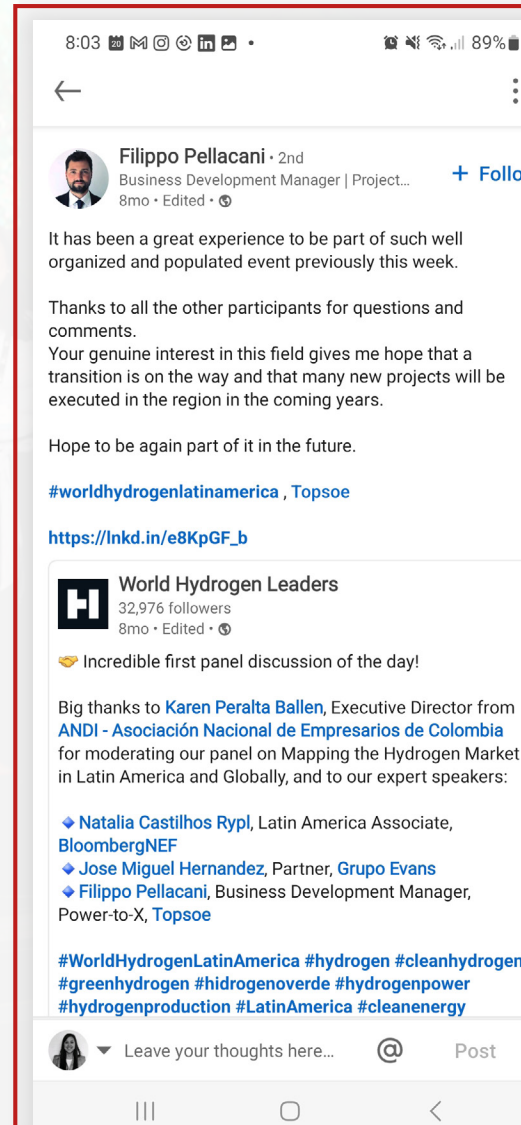 8:03 20 in • 89%
Filippo Pellacani • 2nd
Business Development Manager | Project...
+ Follo
8mo • Edited •
It has been a great experience to be part of such well
organized and populated event previously this week.
Thanks to all the other participants for questions and
comments.
Your genuine interest in this field gives me hope that a
transition is on the way and that many new projects will be
executed in the region in the coming years.
Hope to be again part of it in the future.
#worldhydrogenlatinamerica , Topsoe
https://lnkd.in/e8KpGF_b
H
World Hydrogen Leaders
32,976 followers
8mo • Edited •
🤝 Incredible first panel discussion of the day!
Big thanks to Karen Peralta Ballen, Executive Director from
ANDI - Asociación Nacional de Empresarios de Colombia
for moderating our panel on Mapping the Hydrogen Market
in Latin America and Globally, and to our expert speakers:
🔹Natalia Castilhos Rypl, Latin America Associate,
BloombergNEF
🔹Jose Miguel Hernandez, Partner, Grupo Evans
🔹Filippo Pellacani, Business Development Manager,
Power-to-X, Topsoe
#WorldHydrogenLatinAmerica #hydrogen #cleanhydrogen
#greenhydrogen #hidrogenoverde #hydrogenpower
#hydrogenproduction #LatinAmerica #cleanenergy
Leave your thoughts here... @ Post